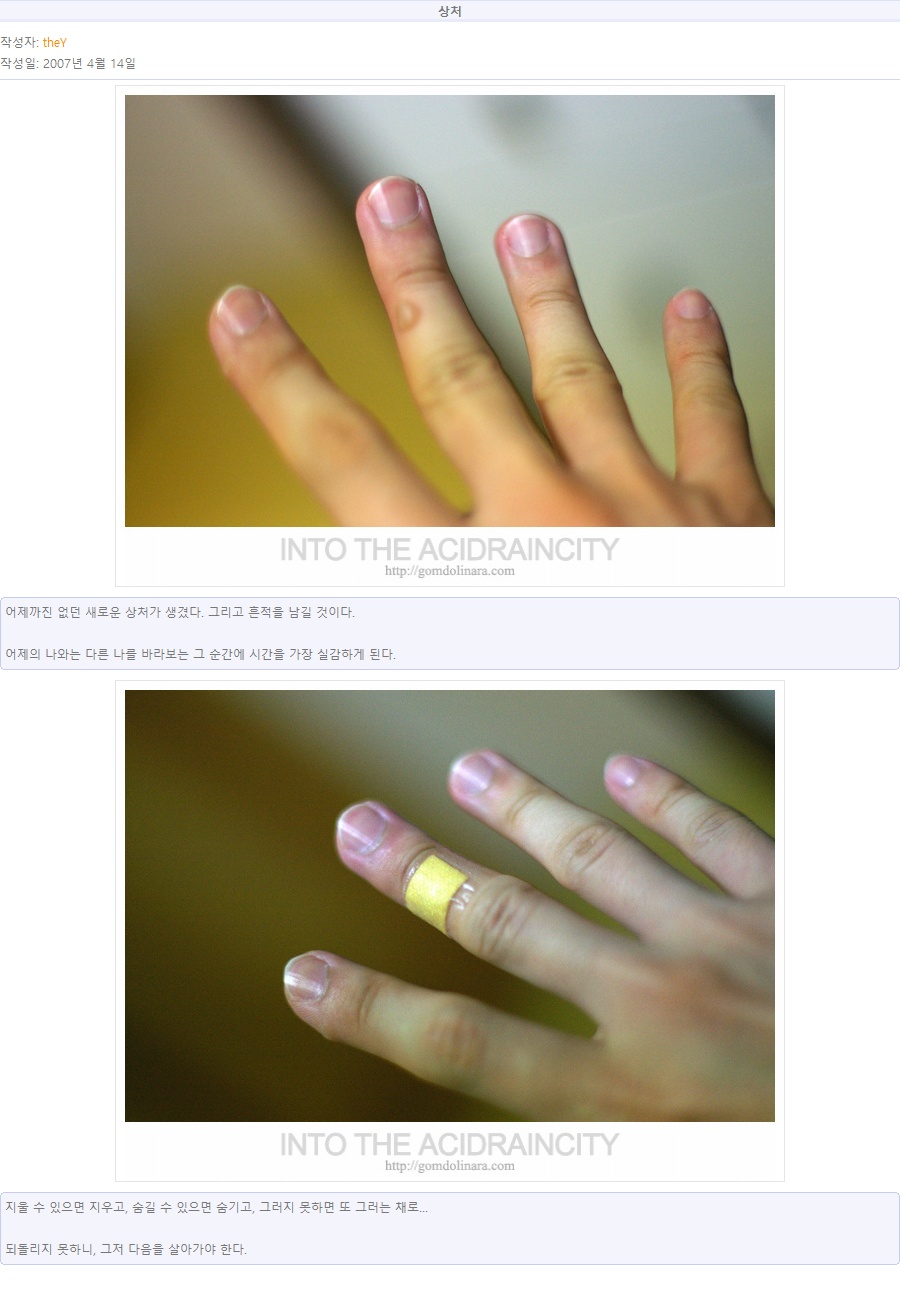 상처
작성자: theY
작성일: 2007년 4월 14일
INTO THE ACIDRAINCITY
http://gomdolinara.com
어제까진 없던 새로운 상처가 생겼다. 그리고 흔적을 남길 것이다.
어제의 나와는 다른 나를 바라보는 그 순간에 시간을 가장 실감하게 된다.
INTO THE ACIDRAINCITY
http://gomdolinara.com
지울 수 있으면 지우고, 숨길 수 있으면 숨기고, 그러지 못하면 또 그러는 채로...
되돌리지 못하니, 그저 다음을 살아가야 한다.